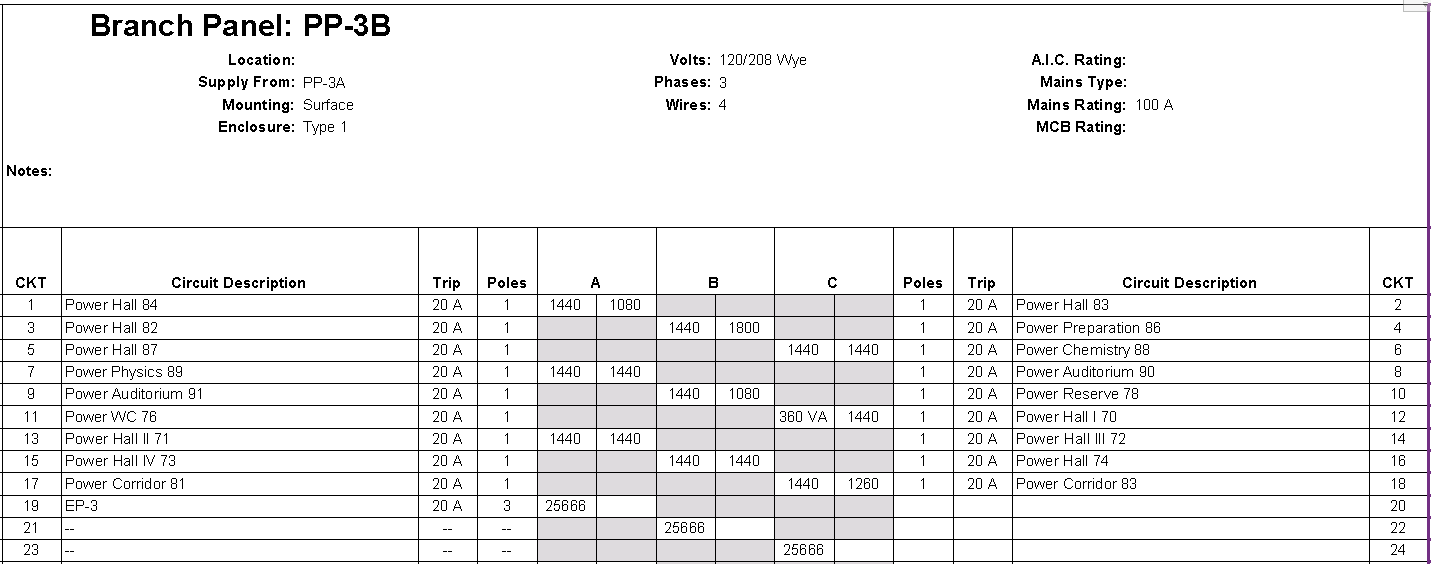 Branch Panel: PP-3B
Location: Volts: 120/208 Wye A.I.C. Rating:
Supply From: PP-3A Phases: 3 Mains Type:
Mounting: Surface Wires: 4 Mains Rating: 100 A
Enclosure: Type 1 MCB Rating:
Notes:
CKT Circuit Description Trip Poles A B C Poles Trip Circuit Description CKT
1 Power Hall 84 20 A 1 1440 1080 1 20 A Power Hall 83 2
3 Power Hall 82 20 A 1 1440 1800 1 20 A Power Preparation 86 4
5 Power Hall 87 20 A 1 1440 1440 1 20 A Power Chemistry 88 6
7 Power Physics 89 20 A 1 1440 1440 1 20 A Power Auditorium 90 8
9 Power Auditorium 91 20 A 1 1440 1080 1 20 A Power Reserve 78 10
11 Power WC 76 20 A 1 360 VA 1440 1 20 A Power Hall I 70 12
13 Power Hall II 71 20 A 1 1440 1440 1 20 A Power Hall III 72 14
15 Power Hall IV 73 20 A 1 1440 1440 1 20 A Power Hall 74 16
17 Power Corridor 81 20 A 1 1440 1260 1 20 A Power Corridor 83 18
19 EP-3 20 A 3 25666 20
21 -- -- -- 25666 22
23 -- -- -- 25666 24